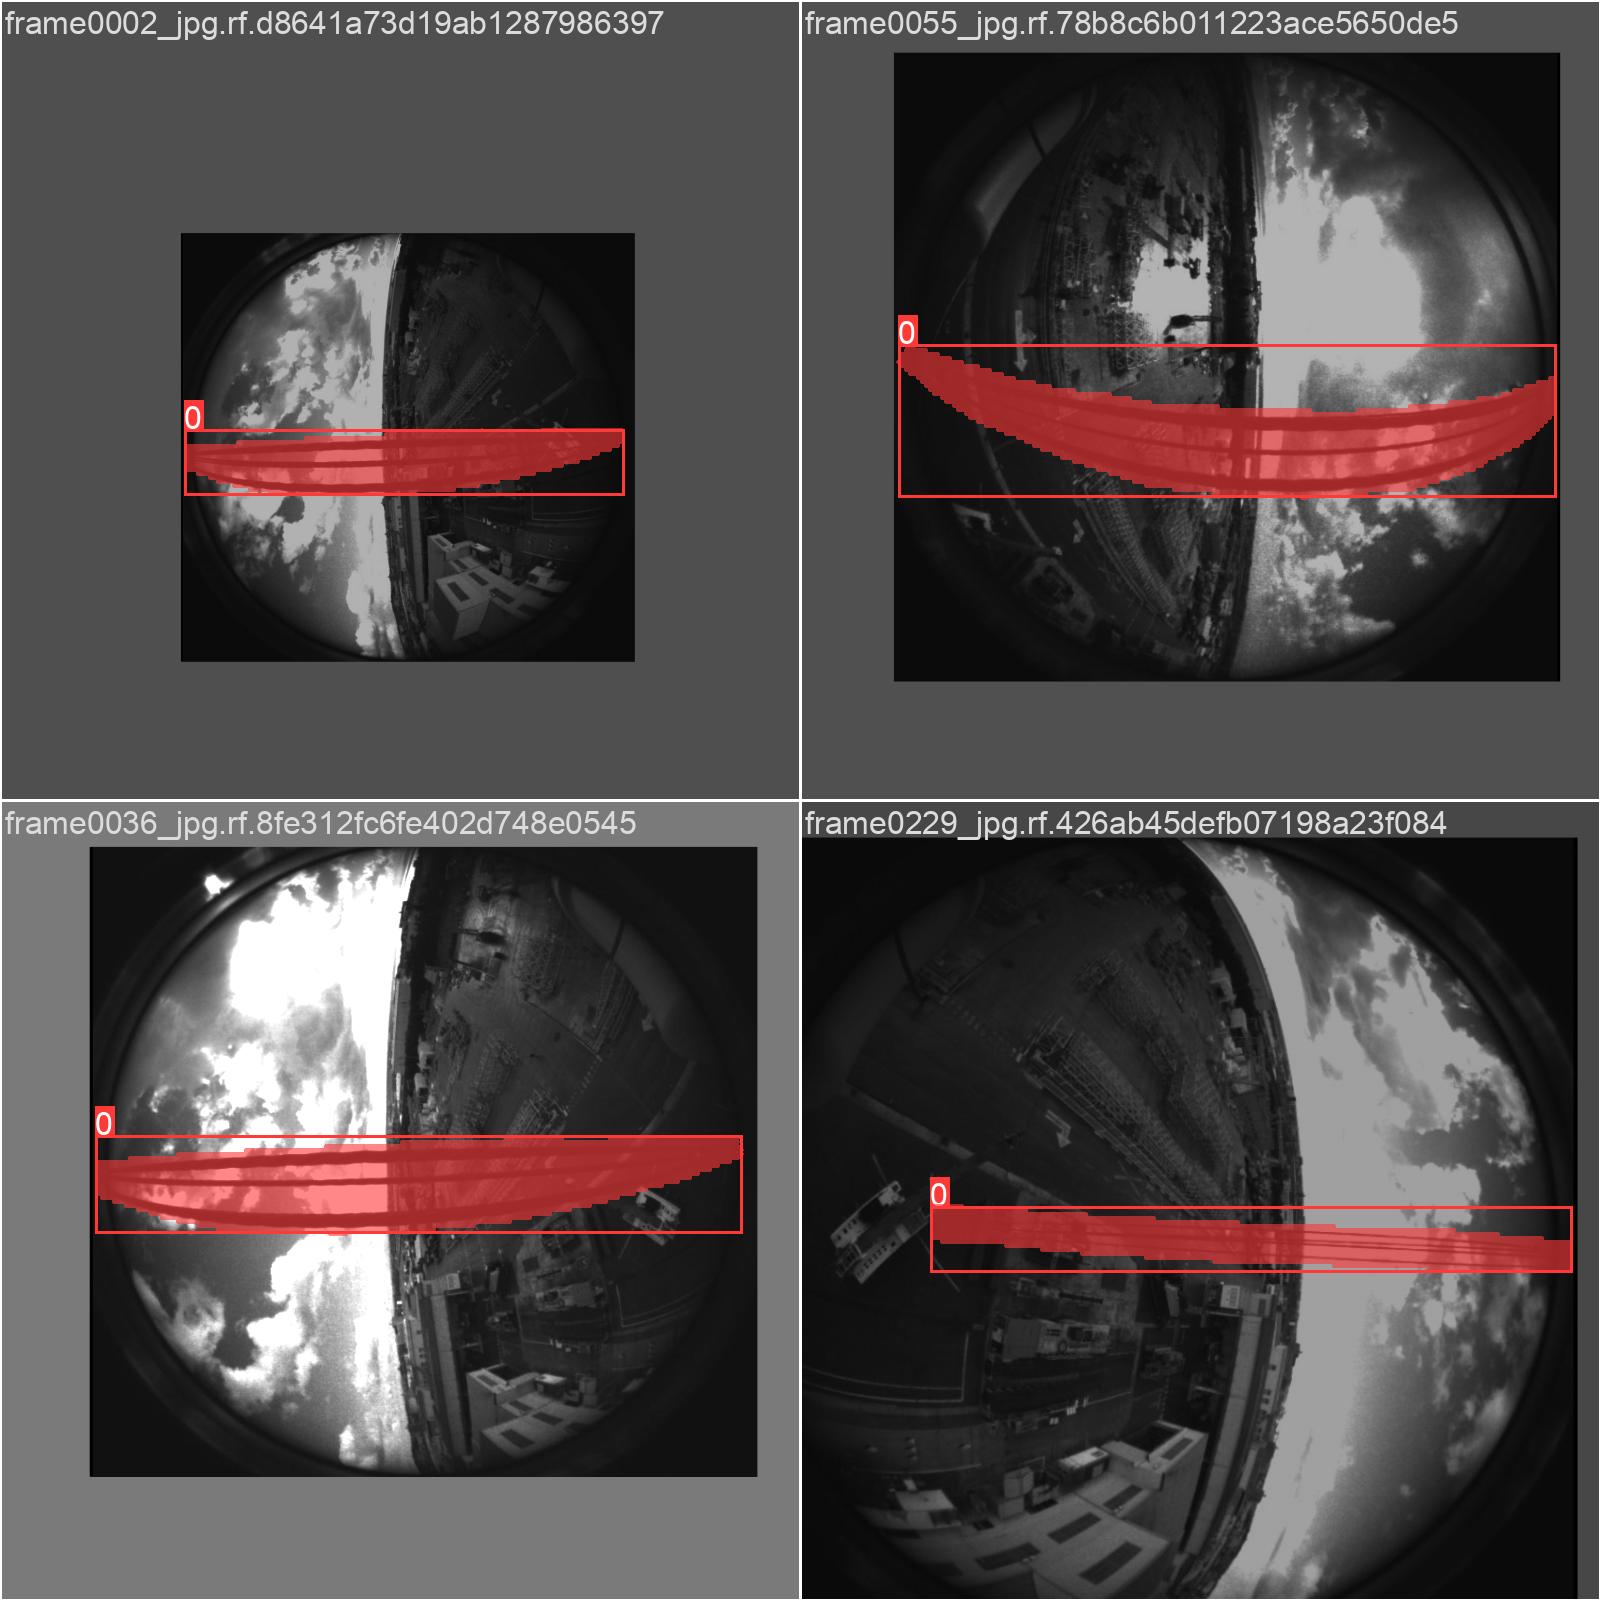 frame0002_jpg.rf.d8641a73d19ab1287986397
frame0055_jpg.rf.78b8c6b011223ace5650de5
0
0
frame0036_jpg.rf.8fe312fc6fe402d748e0545
frame0229_jpg.rf.426ab45defb07198a23f084
0
0